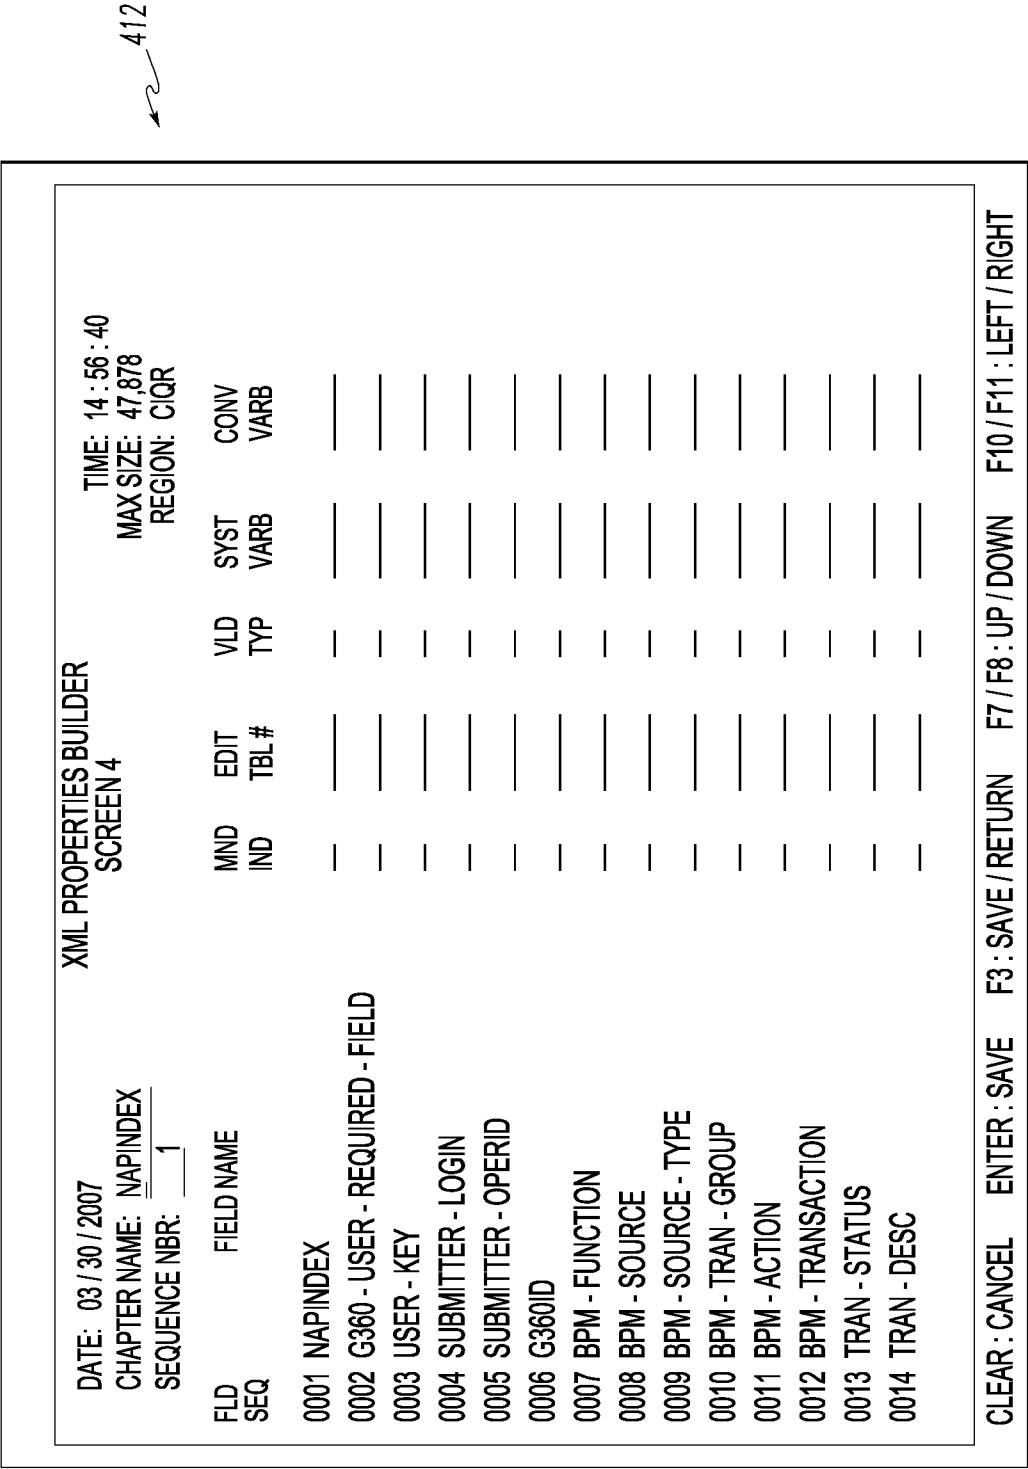 412
XML PROPERTIES BUILDER
SCREEN 4
DATE: 03 / 30 / 2007 TIME: 14 : 56 : 40
CHAPTER NAME: NAPINDEX MAX SIZE: 47,878
SEQUENCE NBR: 1 REGION: CIQR
FLD FIELD NAME MND EDIT VLD SYST CONV
SEQ IND TBL # TYP VARB VARB
0001 NAPINDEX
0002 G360 - USER - REQUIRED - FIELD
0003 USER - KEY
0004 SUBMITTER - LOGIN
0005 SUBMITTER - OPERID
0006 G360ID
0007 BPM - FUNCTION
0008 BPM - SOURCE
0009 BPM - SOURCE - TYPE
0010 BPM - TRAN - GROUP
0011 BPM - ACTION
0012 BPM - TRANSACTION
0013 TRAN - STATUS
0014 TRAN - DESC
CLEAR : CANCEL ENTER : SAVE F3 : SAVE / RETURN F7 / F8 : UP / DOWN F10 / F11 : LEFT / RIGHT